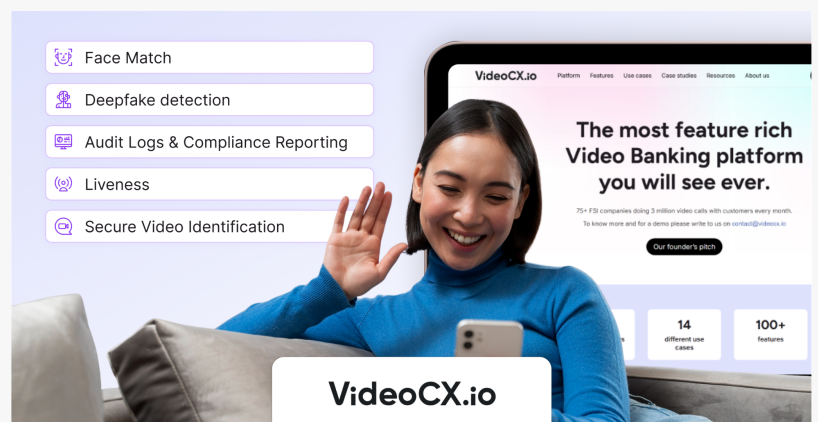 Face Match
Deepfake detection
Audit Logs & Compliance Reporting
Liveness
Secure Video Identification
VideoCX.io
Platform Features Use cases Case studies Resources About us
The most feature rich
Video Banking platform
you will see ever.
75+ FSI companies doing 3 million video calls with customers every month.
To know more and for a demo please write to us on contact@videocx.io
Our founder's pitch
14
different use
cases
100+
features
VideoCX.io